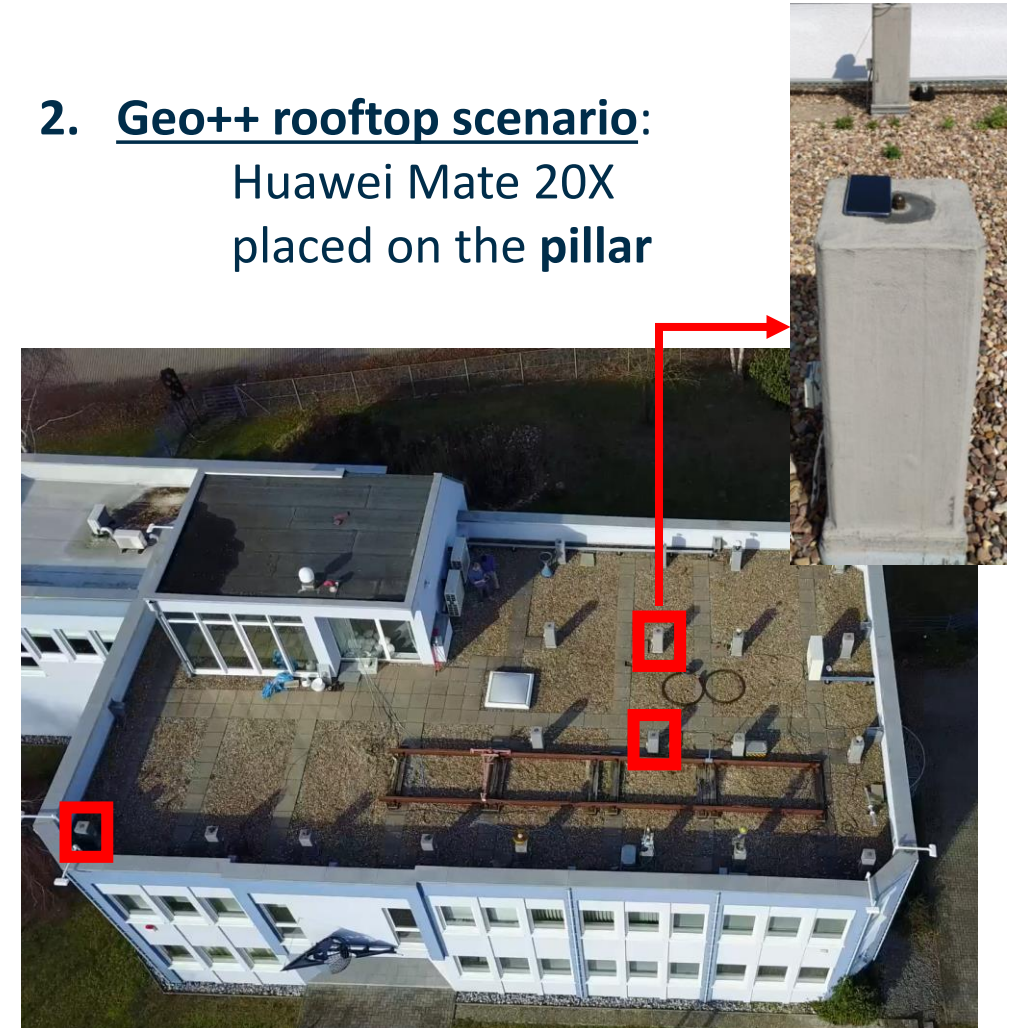 2. Geo++ rooftop scenario:
Huawei Mate 20X
placed on the pillar